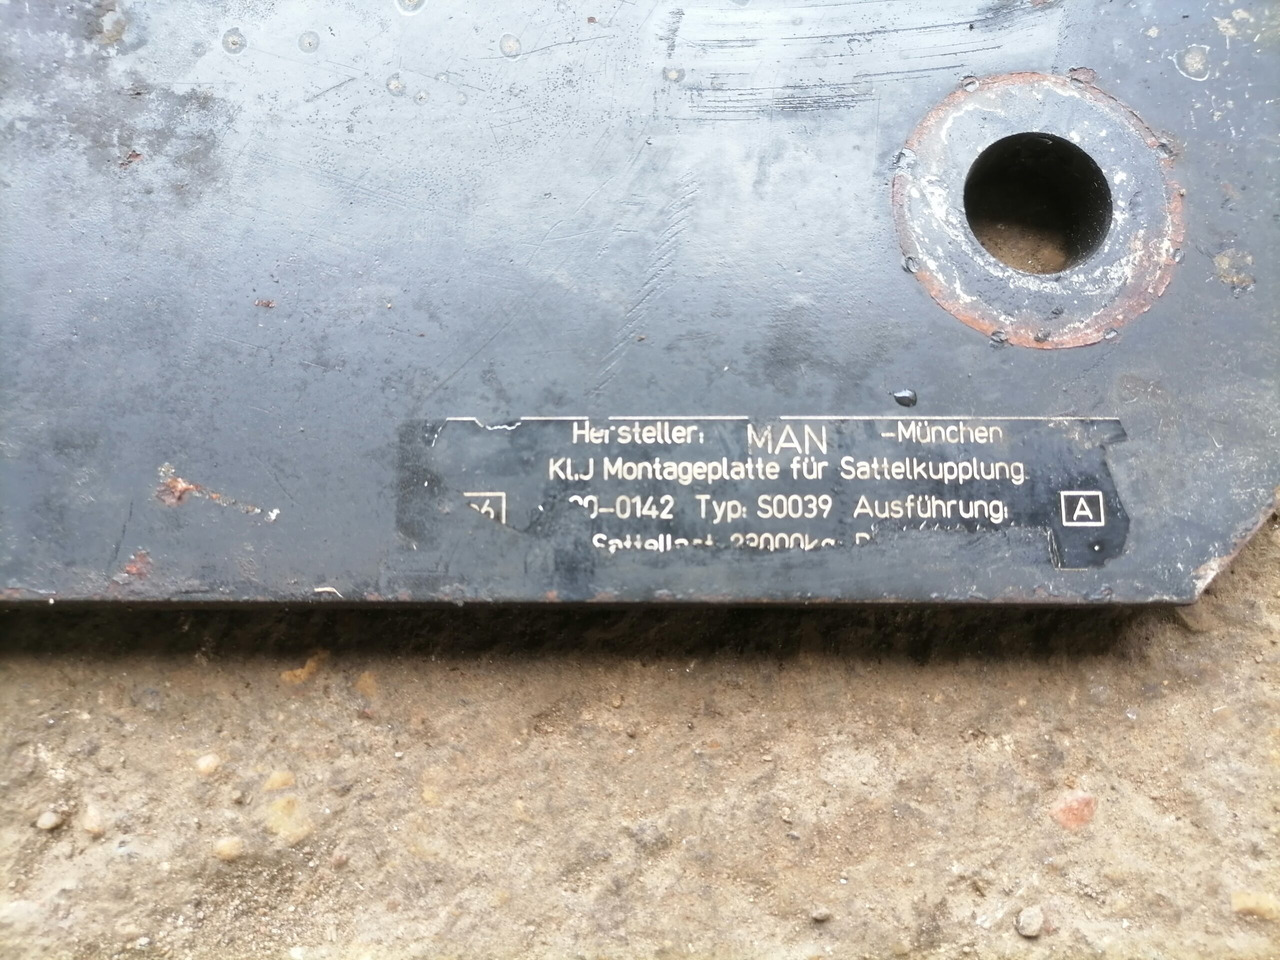 Hersteller: MAN -München
Kl.J Montageplatte für Sattelkupplung
-0142 Typ: S0039 Ausführung: A